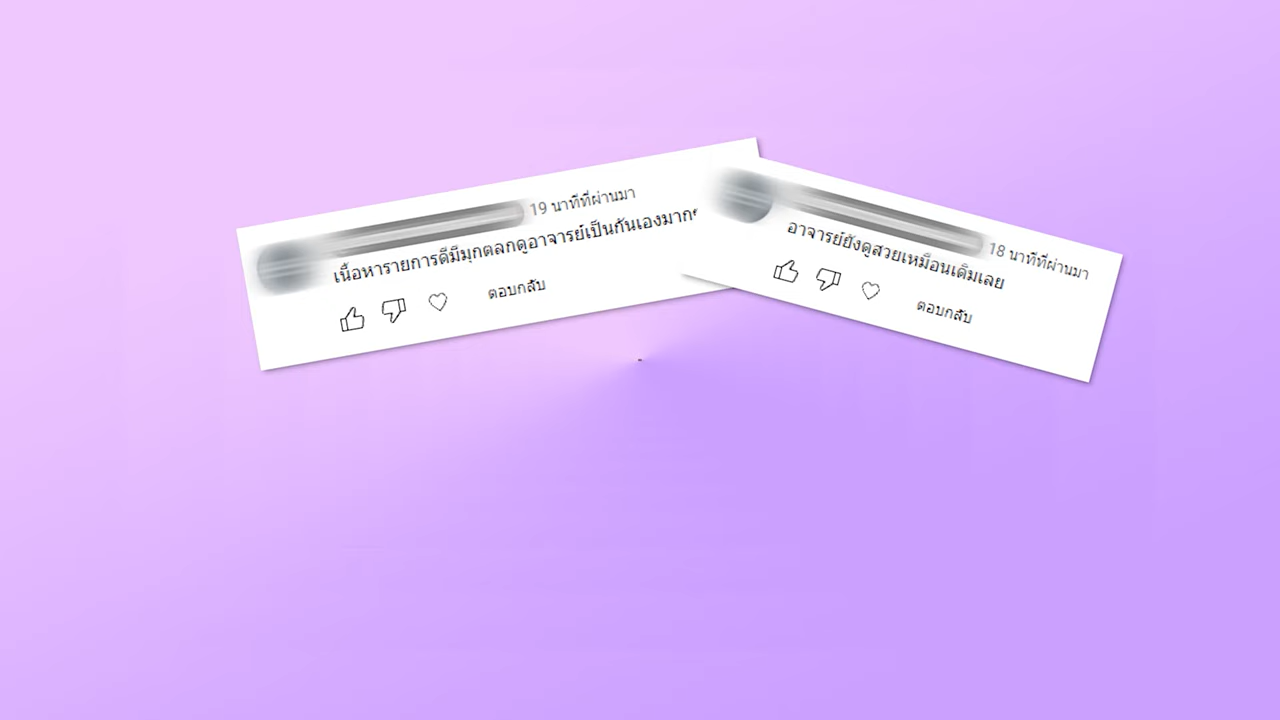 19 นาทีที่ผ่านมา
เนื้อหารายการดีมีมุกตลกดูอาจารย์เป็นกันเองมาก
ตอบกลับ
18 นาทีที่ผ่านมา
อาจารย์ยังดูสวยเหมือนเดิมเลย
ตอบกลับ